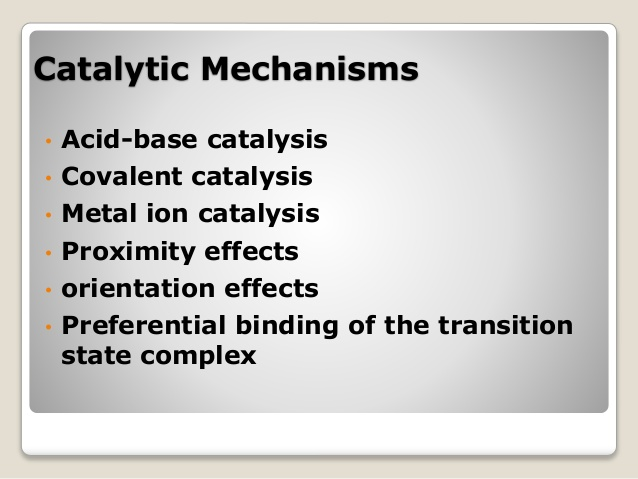 Catalytic Mechanisms
• Acid-base catalysis
• Covalent catalysis
• Metal ion catalysis
• Proximity effects
• orientation effects
• Preferential binding of the transition
state complex